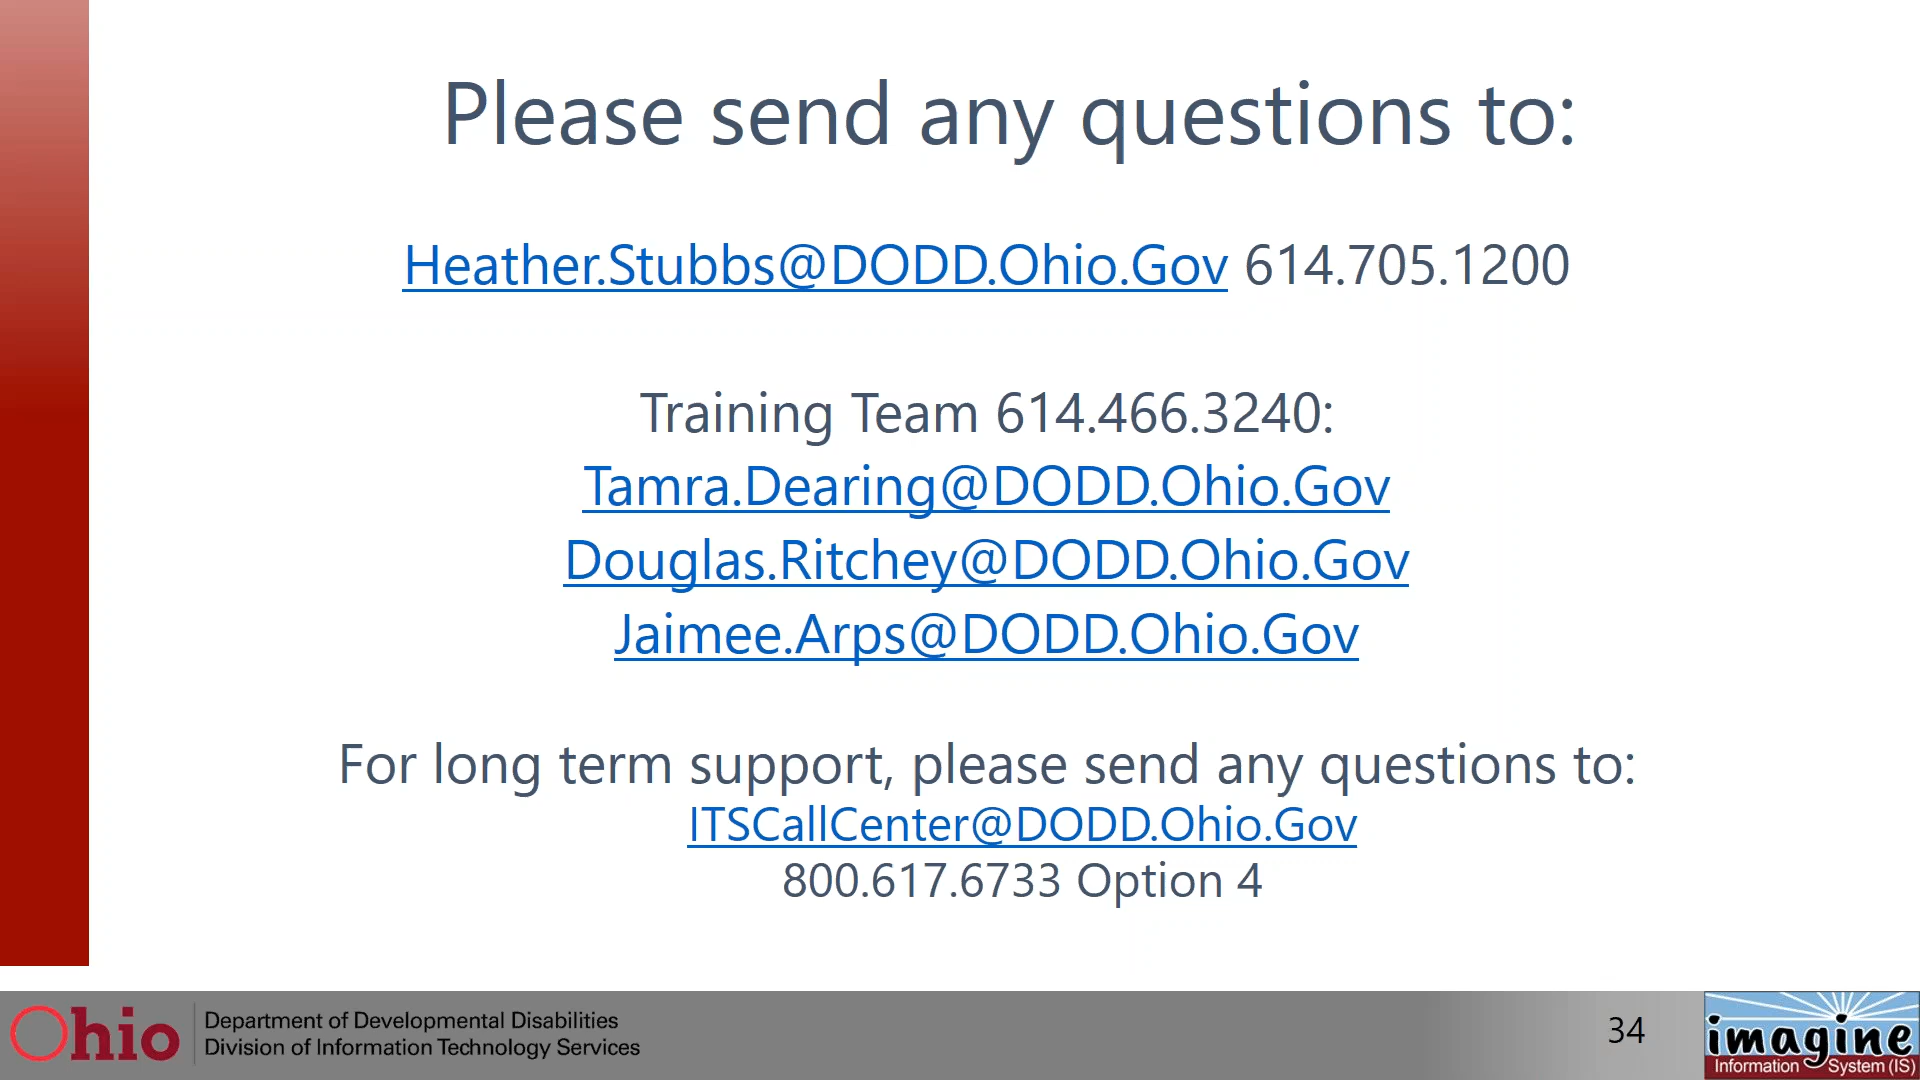 Please send any questions to:
Heather.Stubbs@DODD.Ohio.Gov 614.705.1200
Training Team 614.466.3240:
Tamra.Dearing@DODD.Ohio.Gov
Douglas.Ritchey@DODD.Ohio.Gov
Jaimee.Arps@DODD.Ohio.Gov
For long term support, please send any questions to:
ITSCallCenter@DODD.Ohio.Gov
800.617.6733 Option 4
Ohio
Department of Developmental Disabilities
Division of Information Technology Services
34
imagine
Information System (IS)